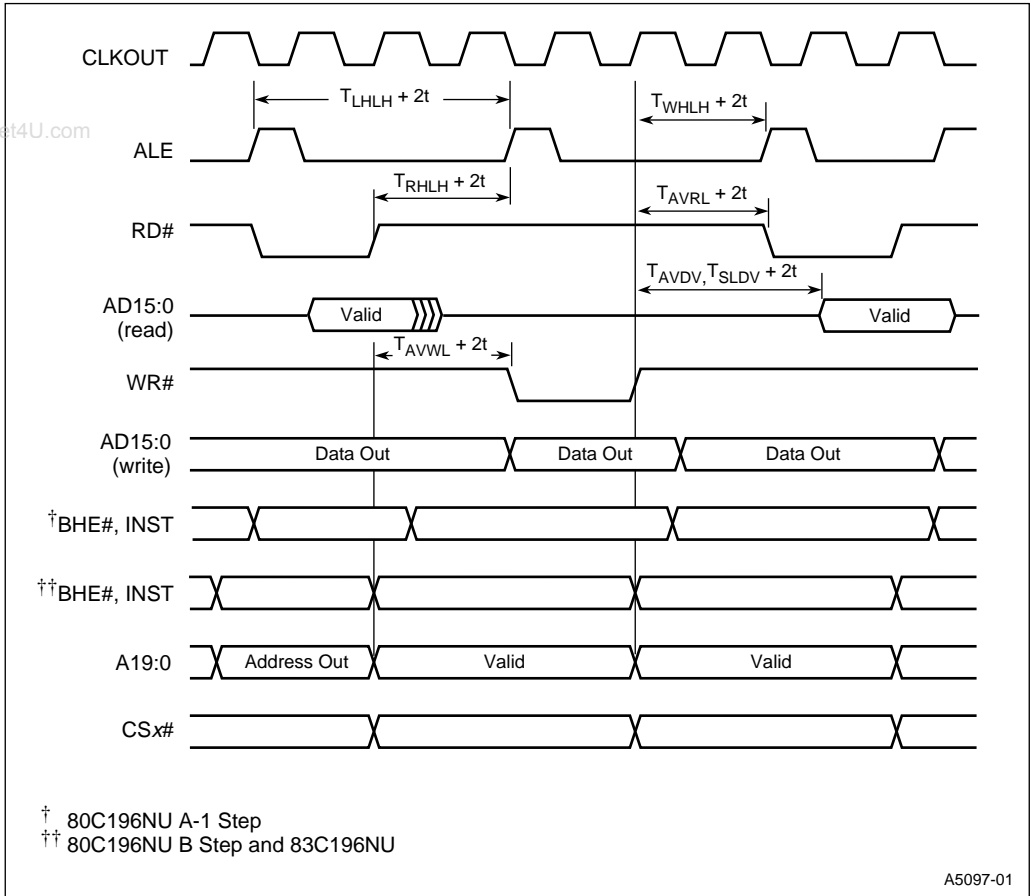 CLKOUT
T_LHLH + 2t
T_WHLH + 2t
et4U.com
ALE
T_RHLH + 2t
T_AVRL + 2t
RD#
T_AVDV,T_SLDV + 2t
AD15:0
(read)
Valid
Valid
T_AVWL + 2t
WR#
AD15:0
(write)
Data Out Data Out Data Out
†BHE#, INST
††BHE#, INST
A19:0 Address Out Valid Valid
CSx#
† 80C196NU A-1 Step
†† 80C196NU B Step and 83C196NU
A5097-01